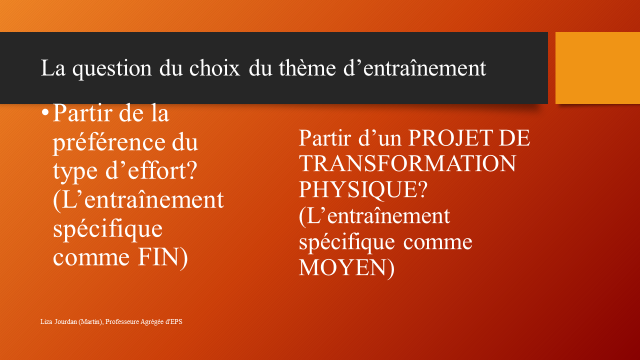 La question du choix du thème d’entraînement
•Partir de la
préférence du
type d’effort?
(L’entraînement
spécifique
comme FIN)
Partir d’un PROJET DE
TRANSFORMATION
PHYSIQUE?
(L’entraînement
spécifique comme
MOYEN)
Liza Jourdan (Martin), Professeure Agrégée d'EPS